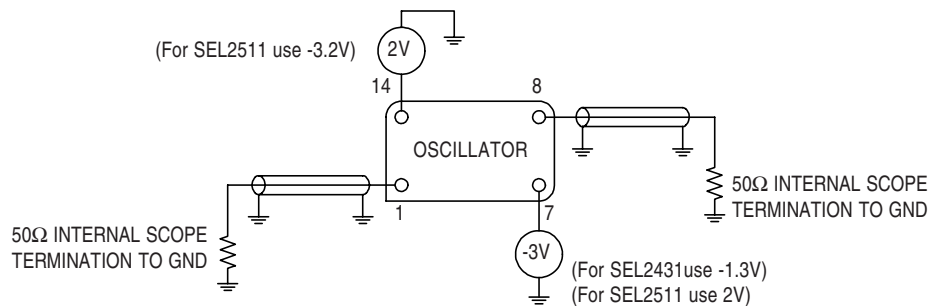 (For SEL2511 use -3.2V)
2V
14
8
OSCILLATOR
1
7
50Ω INTERNAL SCOPE
TERMINATION TO GND
50Ω INTERNAL SCOPE
TERMINATION TO GND
-3V
(For SEL2431use -1.3V)
(For SEL2511 use 2V)